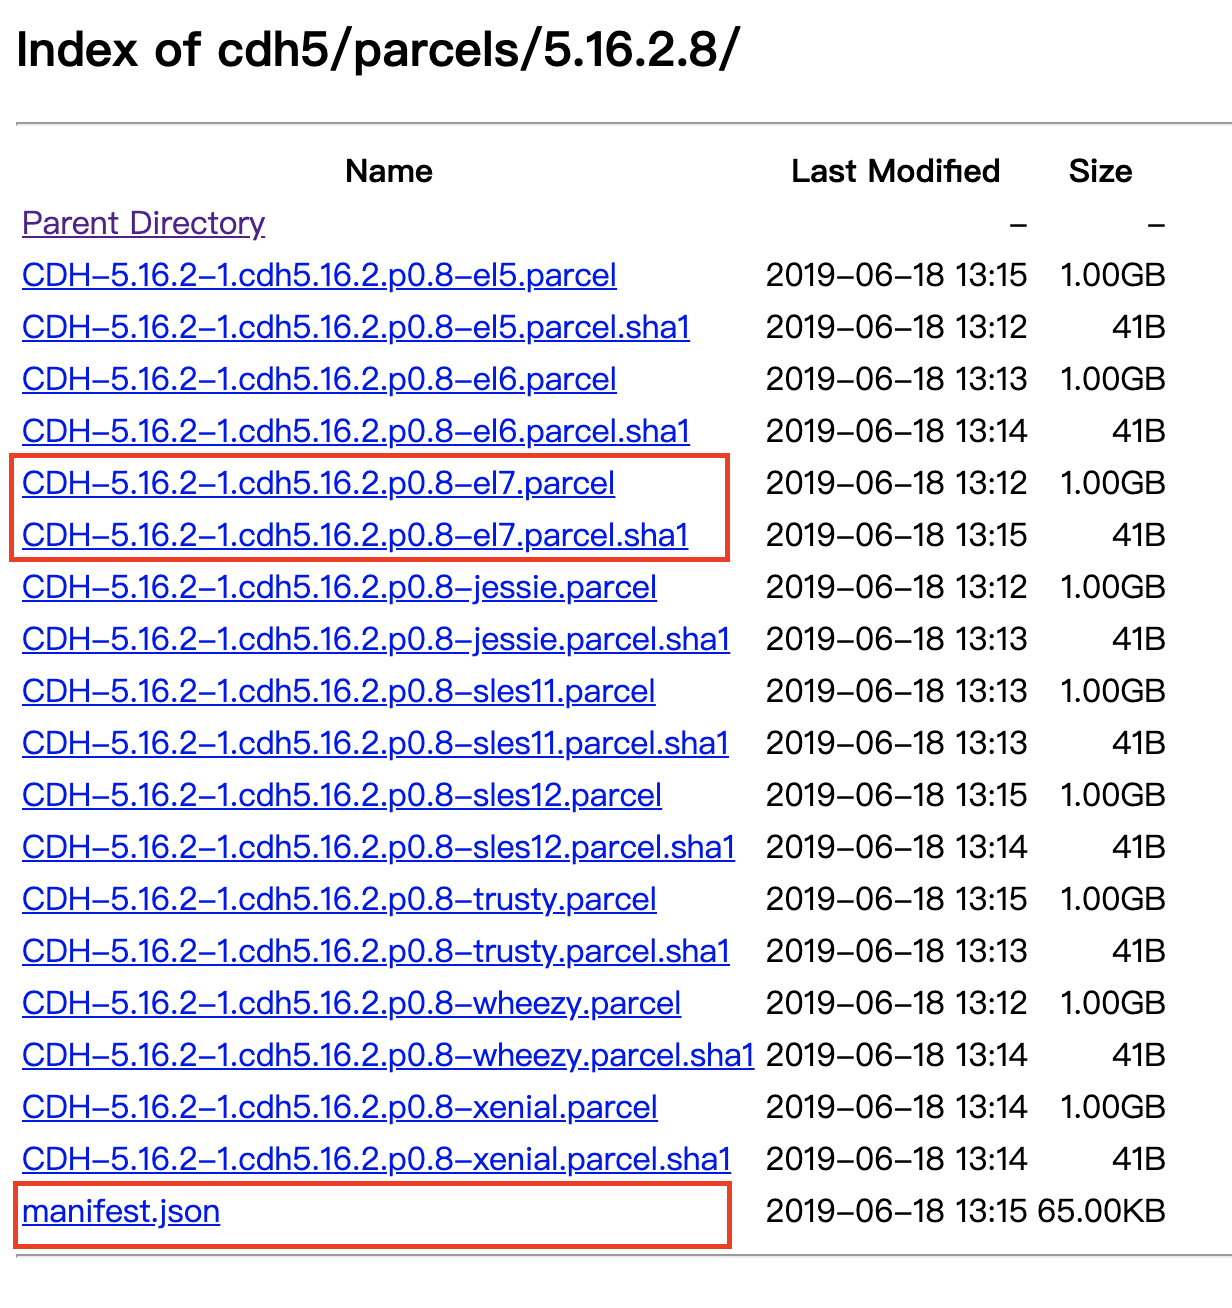 Index of cdh5/parcels/5.16.2.8/
Name Last Modified Size
Parent Directory – –
CDH-5.16.2-1.cdh5.16.2.p0.8-el5.parcel 2019-06-18 13:15 1.00GB
CDH-5.16.2-1.cdh5.16.2.p0.8-el5.parcel.sha1 2019-06-18 13:12 41B
CDH-5.16.2-1.cdh5.16.2.p0.8-el6.parcel 2019-06-18 13:13 1.00GB
CDH-5.16.2-1.cdh5.16.2.p0.8-el6.parcel.sha1 2019-06-18 13:14 41B
CDH-5.16.2-1.cdh5.16.2.p0.8-el7.parcel 2019-06-18 13:12 1.00GB
CDH-5.16.2-1.cdh5.16.2.p0.8-el7.parcel.sha1 2019-06-18 13:15 41B
CDH-5.16.2-1.cdh5.16.2.p0.8-jessie.parcel 2019-06-18 13:12 1.00GB
CDH-5.16.2-1.cdh5.16.2.p0.8-jessie.parcel.sha1 2019-06-18 13:13 41B
CDH-5.16.2-1.cdh5.16.2.p0.8-sles11.parcel 2019-06-18 13:13 1.00GB
CDH-5.16.2-1.cdh5.16.2.p0.8-sles11.parcel.sha1 2019-06-18 13:13 41B
CDH-5.16.2-1.cdh5.16.2.p0.8-sles12.parcel 2019-06-18 13:15 1.00GB
CDH-5.16.2-1.cdh5.16.2.p0.8-sles12.parcel.sha1 2019-06-18 13:14 41B
CDH-5.16.2-1.cdh5.16.2.p0.8-trusty.parcel 2019-06-18 13:15 1.00GB
CDH-5.16.2-1.cdh5.16.2.p0.8-trusty.parcel.sha1 2019-06-18 13:13 41B
CDH-5.16.2-1.cdh5.16.2.p0.8-wheezy.parcel 2019-06-18 13:12 1.00GB
CDH-5.16.2-1.cdh5.16.2.p0.8-wheezy.parcel.sha1 2019-06-18 13:14 41B
CDH-5.16.2-1.cdh5.16.2.p0.8-xenial.parcel 2019-06-18 13:14 1.00GB
CDH-5.16.2-1.cdh5.16.2.p0.8-xenial.parcel.sha1 2019-06-18 13:14 41B
manifest.json 2019-06-18 13:15 65.00KB